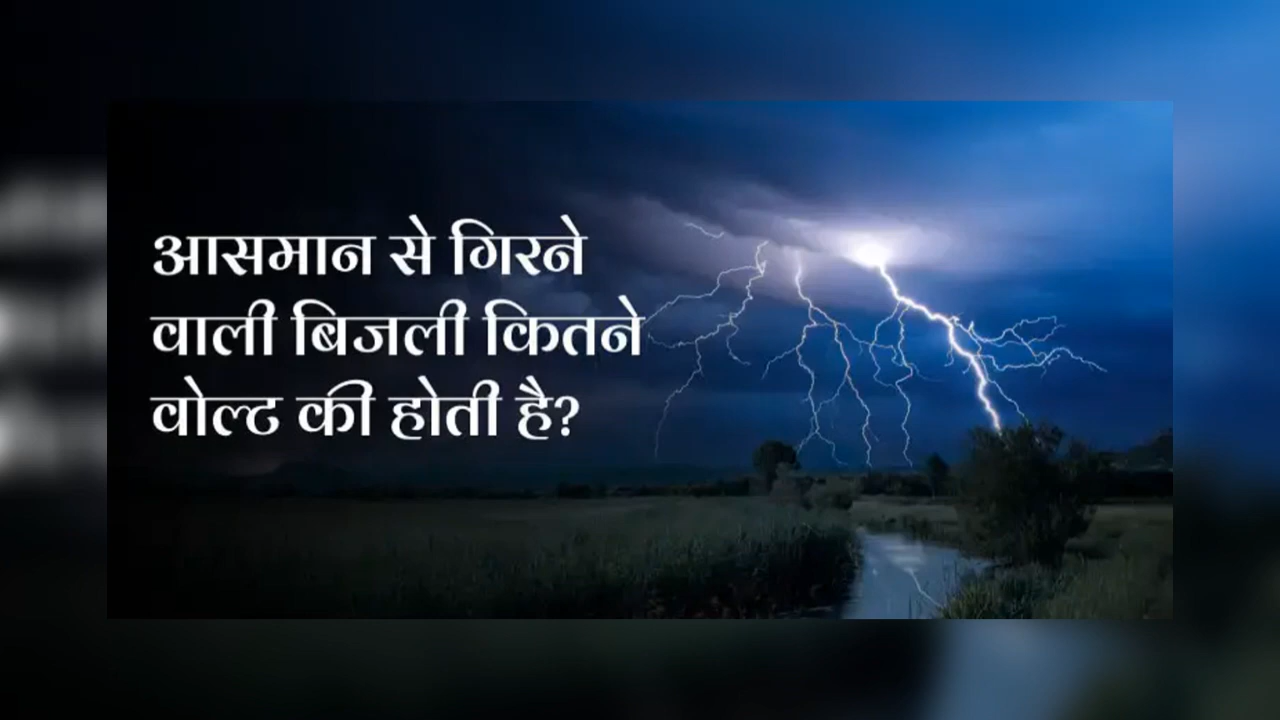 आसमान से गिरने
वाली बिजली कितने
वोल्ट की होती है?